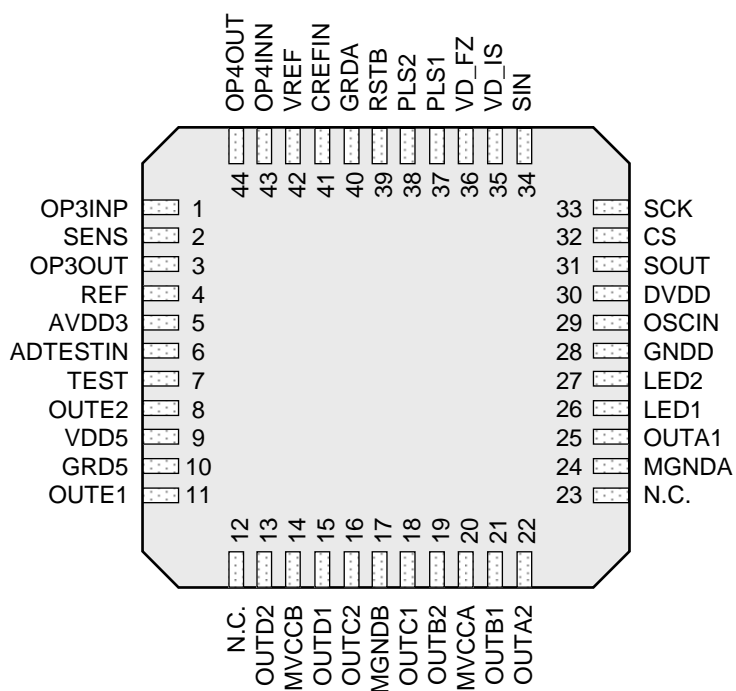 OP4OUT
OP4INN
VREF
CREFIN
GRDA
RSTB
PLS2
PLS1
VD_FZ
VD_IS
SIN
44
43
42
41
40
39
38
37
36
35
34
OP3INP 1
SENS 2
OP3OUT 3
REF 4
AVDD3 5
ADTESTIN 6
TEST 7
OUTE2 8
VDD5 9
GRD5 10
OUTE1 11
33 SCK
32 CS
31 SOUT
30 DVDD
29 OSCIN
28 GNDD
27 LED2
26 LED1
25 OUTA1
24 MGNDA
23 N.C.
12
13
14
15
16
17
18
19
20
21
22
N.C.
OUTD2
MVCCB
OUTD1
OUTC2
MGNDB
OUTC1
OUTB2
MVCCA
OUTB1
OUTA2